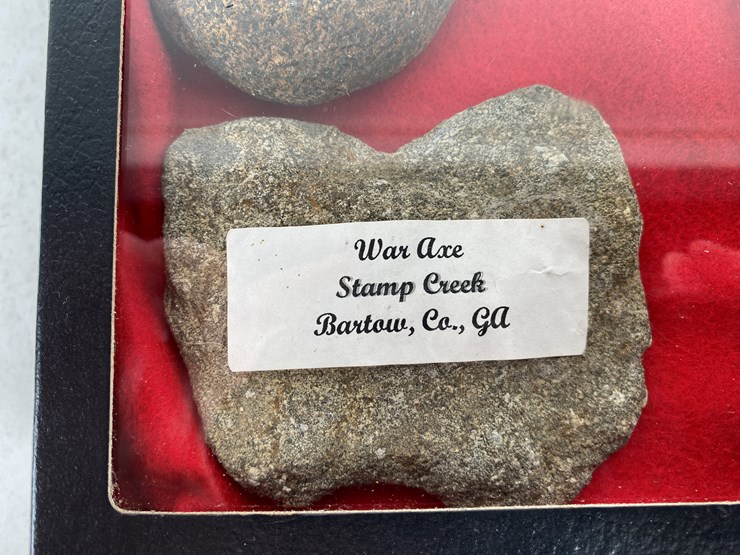 War Axe
Stamp Creek
Bartow, Co., GA